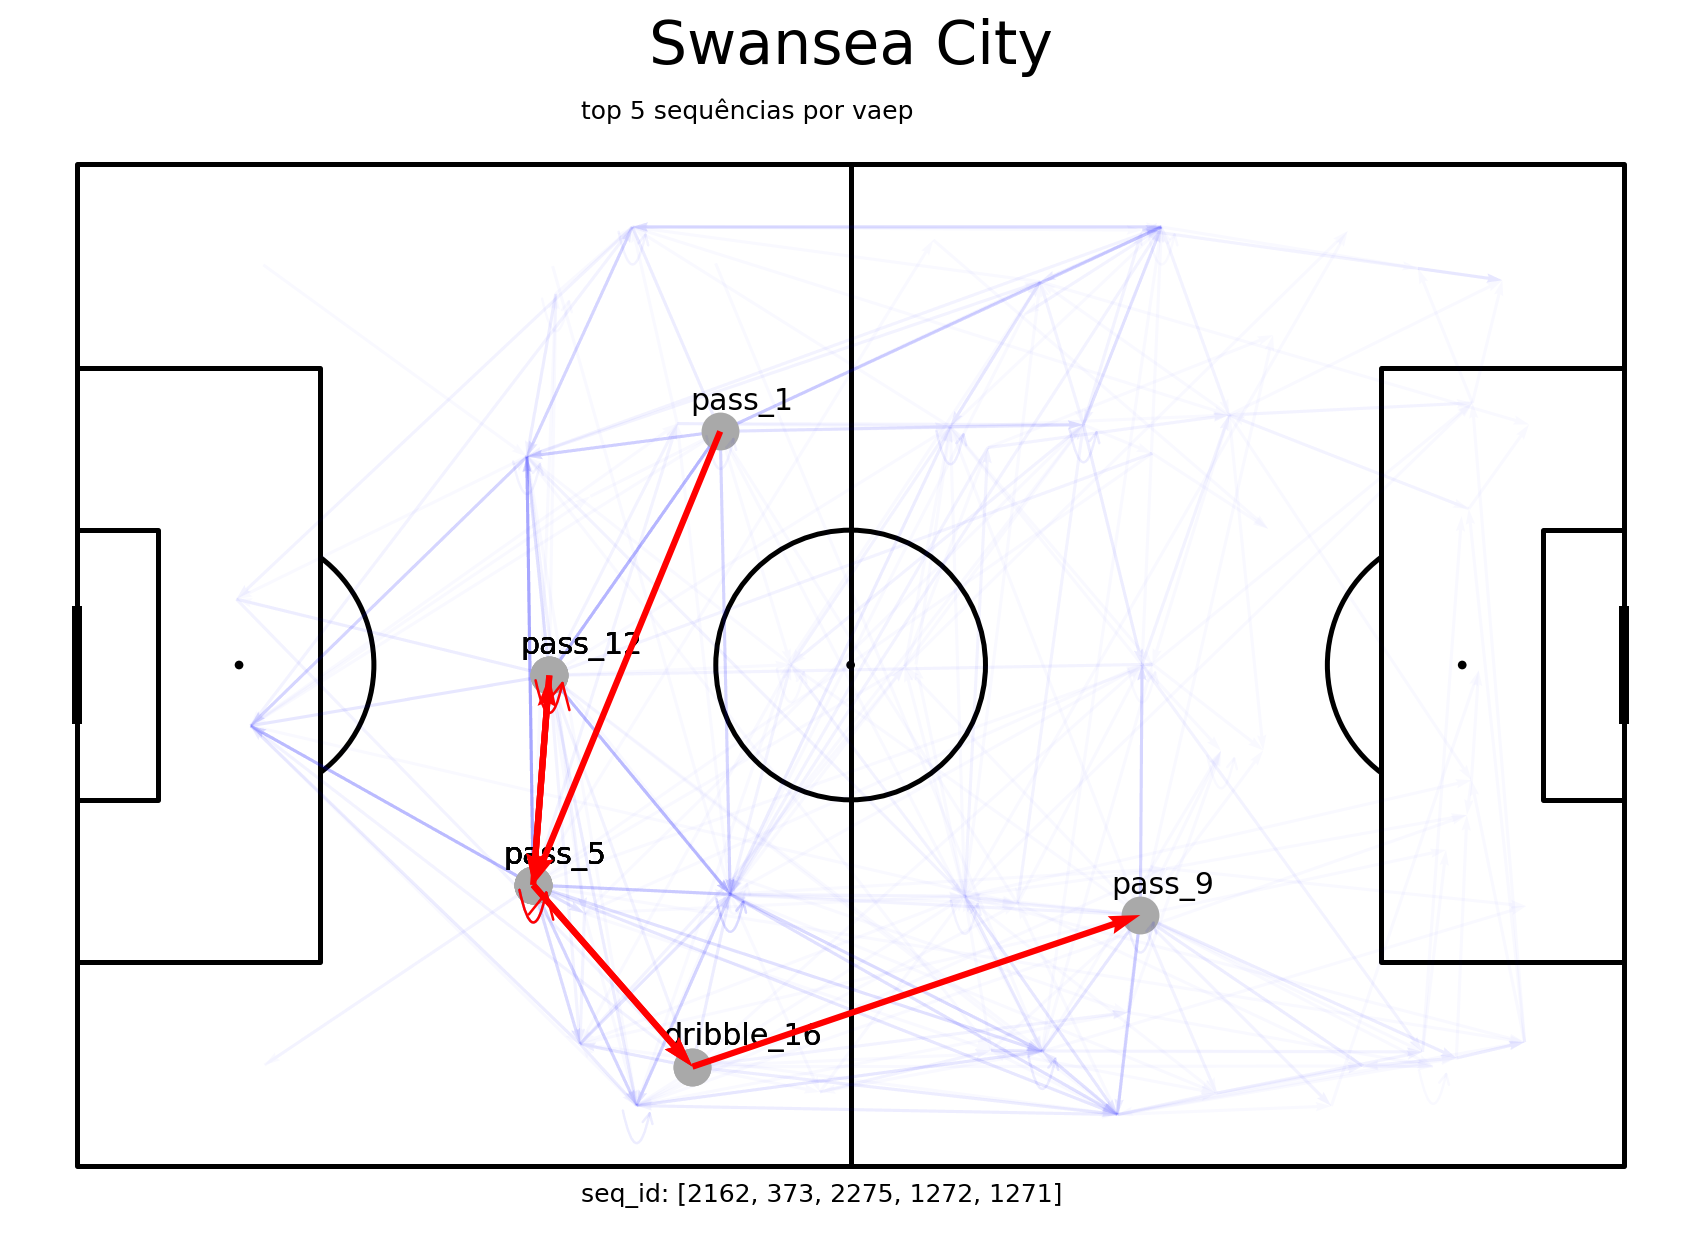 Swansea City
top 5 sequências por vaep
pass_1
pass_12
pass_5
pass_9
dribble_16
seq_id: [2162, 373, 2275, 1272, 1271]